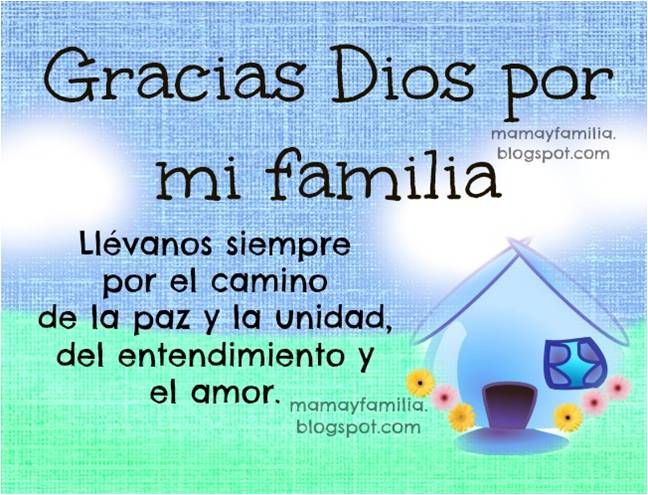 Gracias Dios por
mamayfamilia.
blogspot.com
mi familia
Llévanos siempre
por el camino
de la paz y la unidad,
del entendimiento y
el amor.
mamayfamilia.
blogspot.com